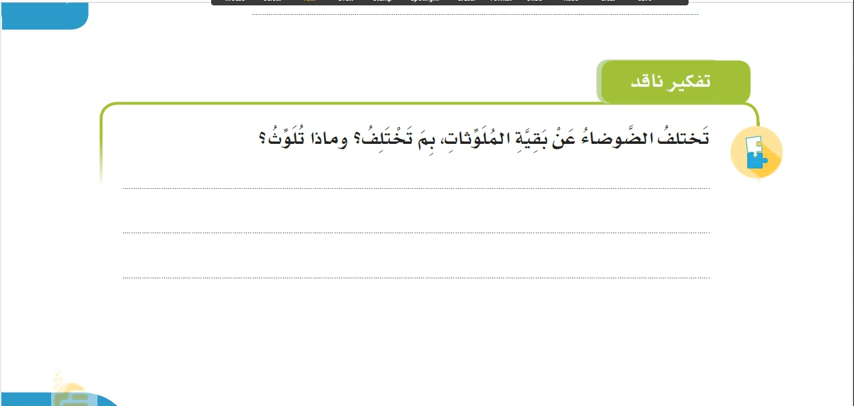 تفكير ناقد
تَختلفُ الضَّوضاءُ عَنْ بَقِيَّةِ المُلَوِّثاتِ، بِمَ تَخْتَلِفُ؟ وماذا تُلَوِّثُ؟